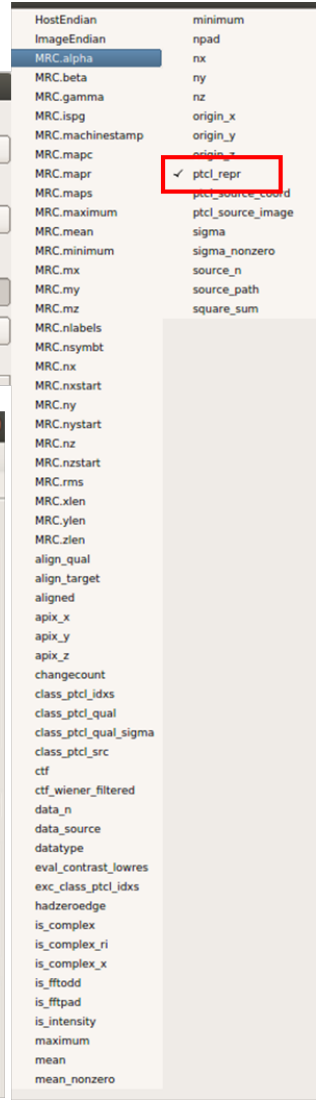 HostEndian
ImageEndian
MRC.alpha
MRC.beta
MRC.gamma
MRC.ispg
MRC.machinestamp
MRC.mapc
MRC.mapr
MRC.maps
MRC.maximum
MRC.mean
MRC.minimum
MRC.mx
MRC.my
MRC.mz
MRC.nlabels
MRC.nsymbt
MRC.nx
MRC.nxstart
MRC.ny
MRC.nystart
MRC.nz
MRC.nzstart
MRC.rms
MRC.xlen
MRC.ylen
MRC.zlen
align_qual
align_target
aligned
apix_x
apix_y
apix_z
changecount
class_ptcl_idxs
class_ptcl_qual
class_ptcl_qual_sigma
class_ptcl_src
ctf
ctf_wiener_filtered
data_n
data_source
datatype
eval_contrast_lowres
exc_class_ptcl_idxs
hadzeroedge
is_complex
is_complex_ri
is_complex_x
is_fftodd
is_fftpad
is_intensity
maximum
mean
mean_nonzero
minimum
npad
nx
ny
nz
origin_x
origin_y
origin_z
✓ ptcl_repr
ptcl_source_coord
ptcl_source_image
sigma
sigma_nonzero
source_n
source_path
square_sum